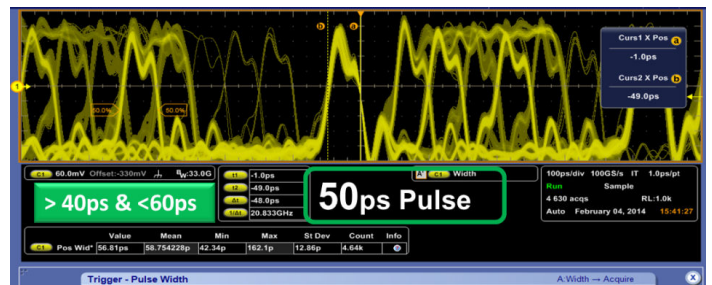 b a
Curs1 X Pos a
-1.0ps
Curs2 X Pos b
-49.0ps
1
50.0% 50.0%
C1 60.0mV Offset:-330mV BW:33.0G
t1 -1.0ps
t2 -49.0ps
Δt -48.0ps
1/Δt 20.833GHz
> 40ps & <60ps
50ps Pulse
A' C1 Width
100ps/div 100GS/s IT 1.0ps/pt
Run Sample
4 630 acqs RL:1.0k
Auto February 04, 2014 15:41:27
Value Mean Min Max St Dev Count Info
C1 Pos Wid* 56.81ps 58.754228p 42.34p 162.1p 12.86p 4.64k
Trigger - Pulse Width A:Width → Acquire X